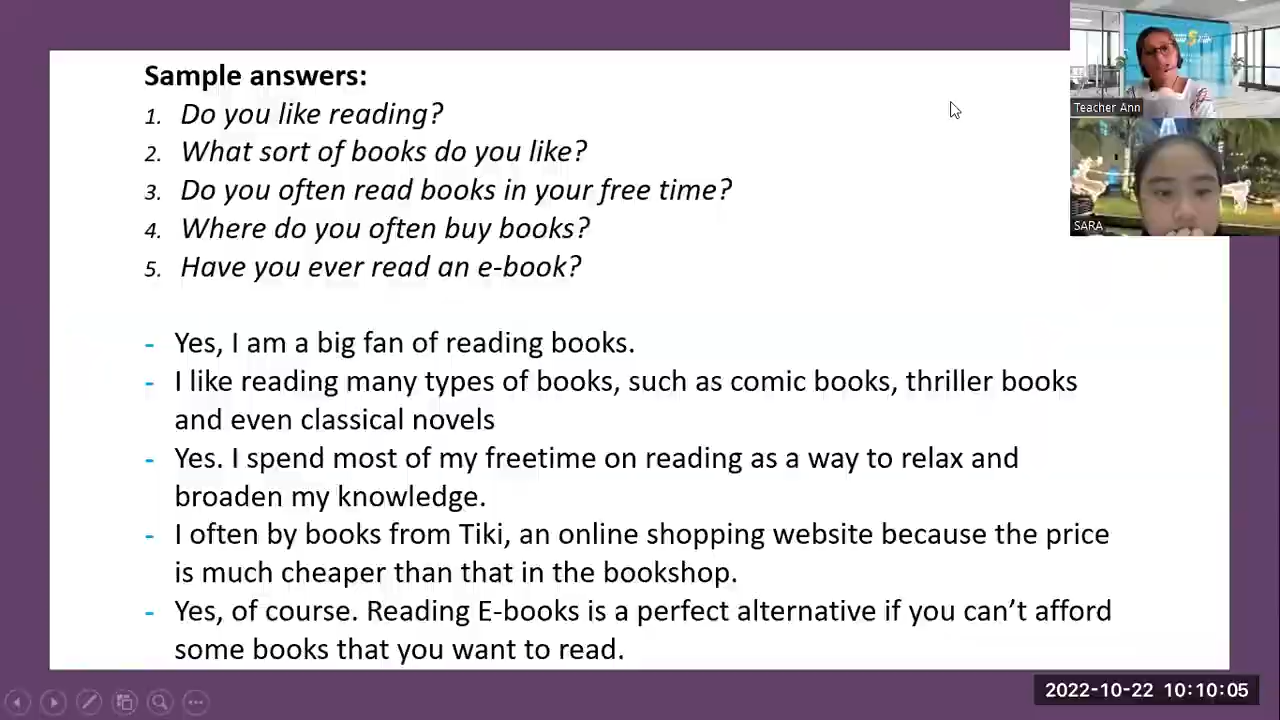 Sample answers:
1. Do you like reading?
2. What sort of books do you like?
3. Do you often read books in your free time?
4. Where do you often buy books?
5. Have you ever read an e-book?
- Yes, I am a big fan of reading books.
- I like reading many types of books, such as comic books, thriller books
and even classical novels
- Yes. I spend most of my freetime on reading as a way to relax and
broaden my knowledge.
- I often by books from Tiki, an online shopping website because the price
is much cheaper than that in the bookshop.
- Yes, of course. Reading E-books is a perfect alternative if you can’t afford
some books that you want to read.
Teacher Ann
SARA
2022-10-22 10:10:05